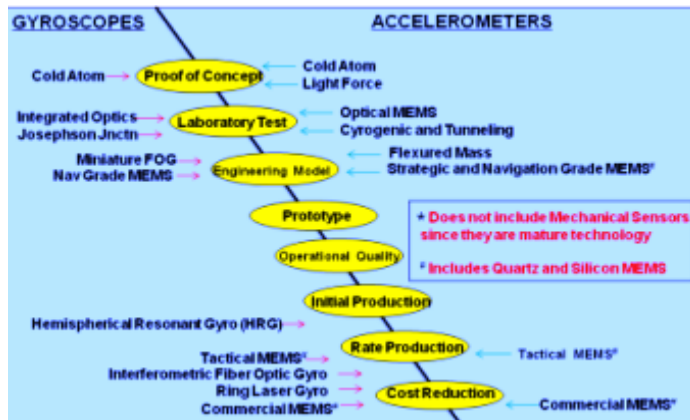 GYROSCOPES
ACCELEROMETERS
Cold Atom
Proof of Concept
Cold Atom
Light Force
Integrated Optics
Josephson Jnctn
Laboratory Test
Optical MEMS
Cyrogenic and Tunneling
Miniature FOG
Nav Grade MEMS
Engineering Model
Flexured Mass
Strategic and Navigation Grade MEMS#
Prototype
* Does not include Mechanical Sensors
since they are mature technology
# Includes Quartz and Silicon MEMS
Operational Quality
Initial Production
Hemispherical Resonant Gyro (HRG)
Rate Production
Tactical MEMS#
Tactical MEMS#
Interferometric Fiber Optic Gyro
Ring Laser Gyro
Commercial MEMS#
Cost Reduction
Commercial MEMS#